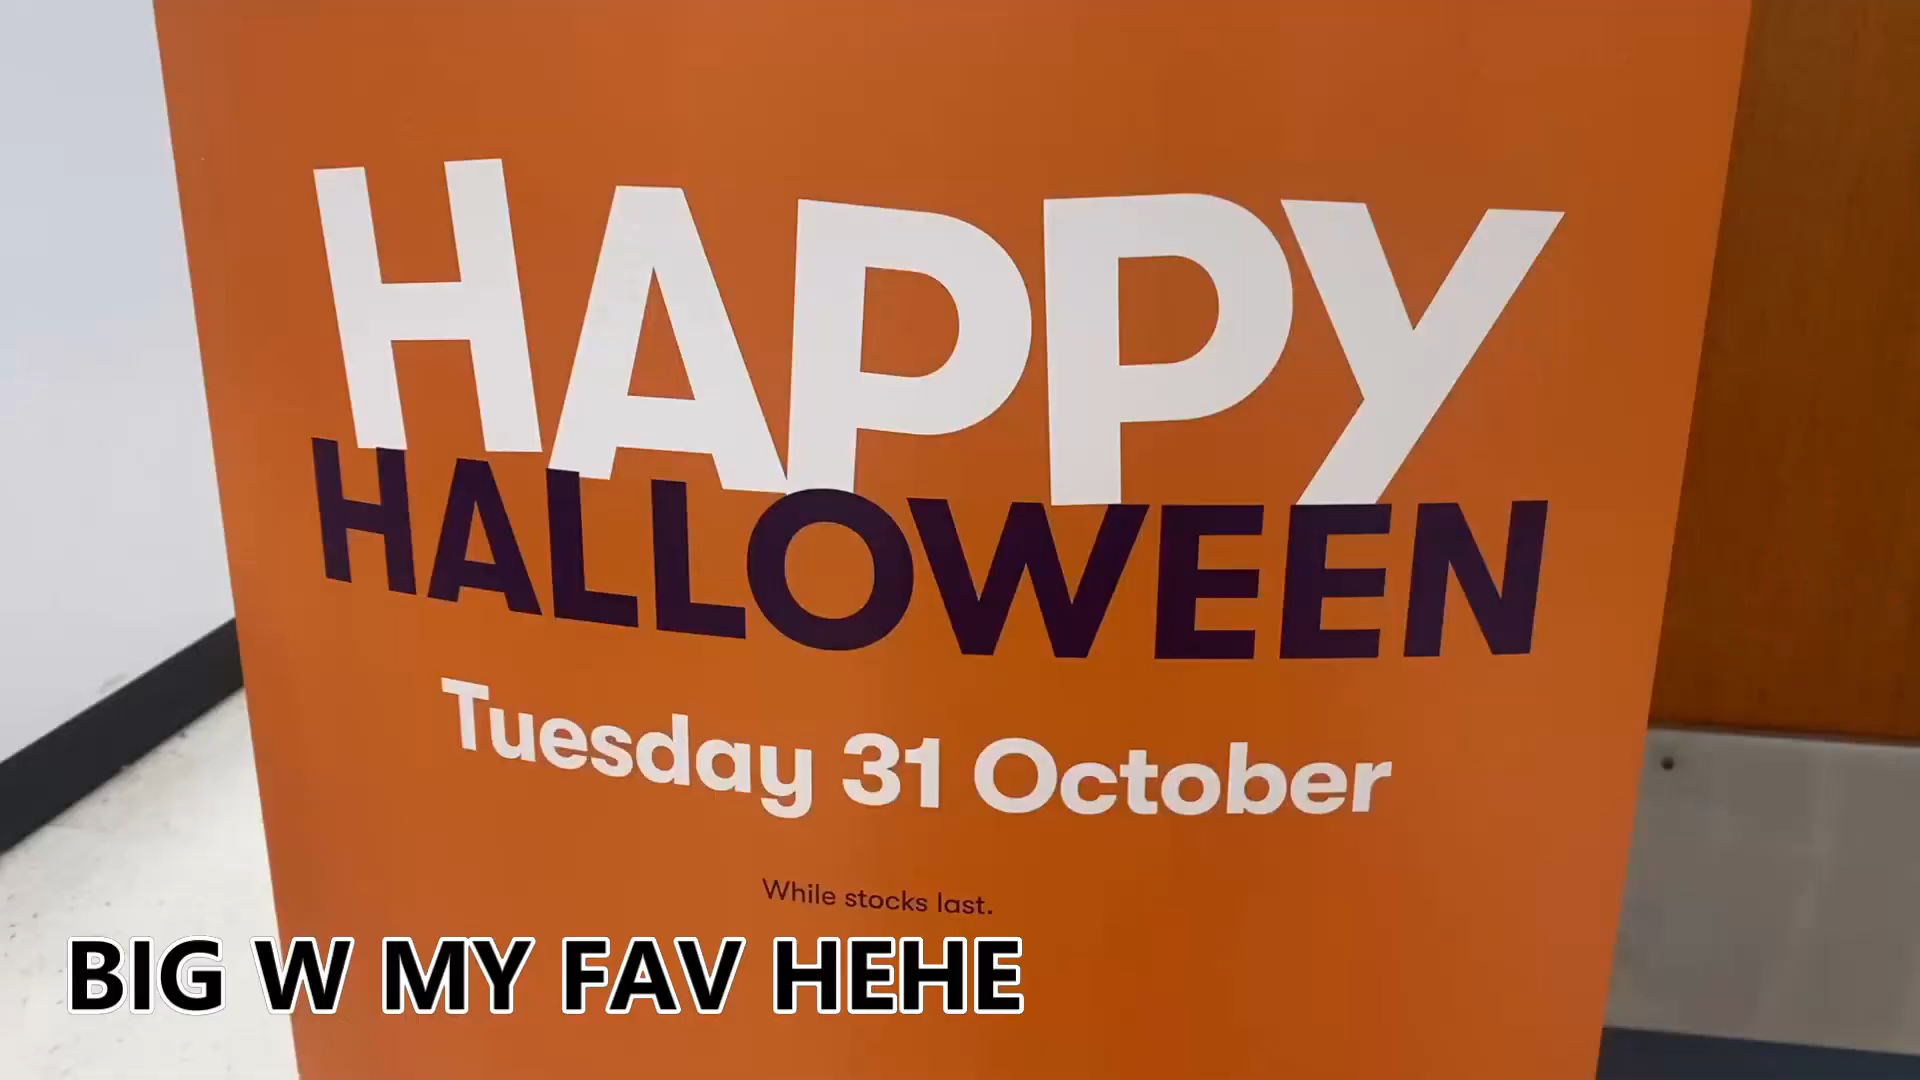 HAPPY
HALLOWEEN
Tuesday 31 October
While stocks last.
BIG W MY FAV HEHE